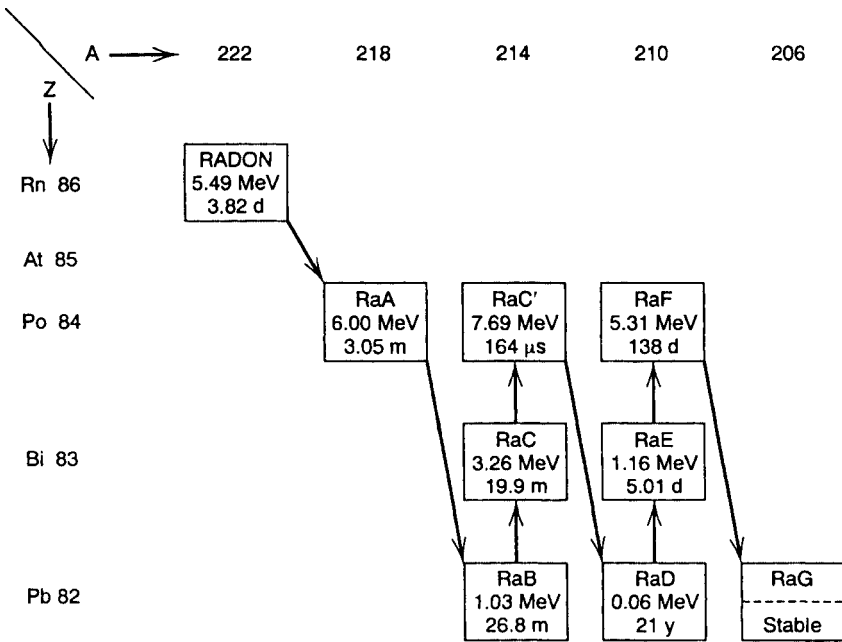 A 222 218 214 210 206
Z
Rn 86
RADON
5.49 MeV
3.82 d
At 85
Po 84
RaA
6.00 MeV
3.05 m
RaC′
7.69 MeV
164 μs
RaF
5.31 MeV
138 d
Bi 83
RaC
3.26 MeV
19.9 m
RaE
1.16 MeV
5.01 d
Pb 82
RaB
1.03 MeV
26.8 m
RaD
0.06 MeV
21 y
RaG
Stable